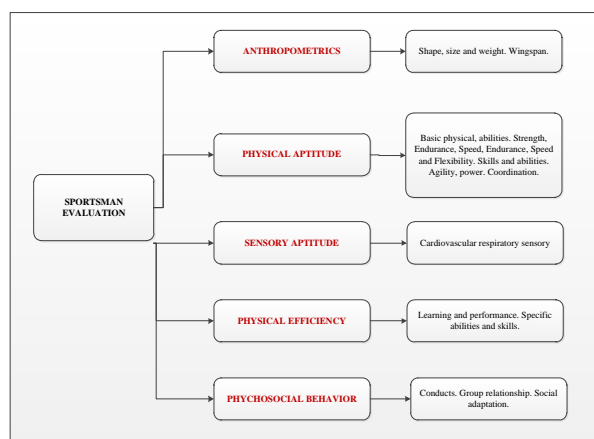 ANTHROPOMETRICS
Shape, size and weight. Wingspan.
PHYSICAL APTITUDE
Basic physical, abilities. Strength,
Endurance, Speed, Endurance, Speed
and Flexibility. Skills and abilities.
Agility, power. Coordination.
SPORTSMAN
EVALUATION
SENSORY APTITUDE
Cardiovascular respiratory sensory
PHYSICAL EFFICIENCY
Learning and performance. Specific
abilities and skills.
PHYCHOSOCIAL BEHAVIOR
Conducts. Group relationship. Social
adaptation.